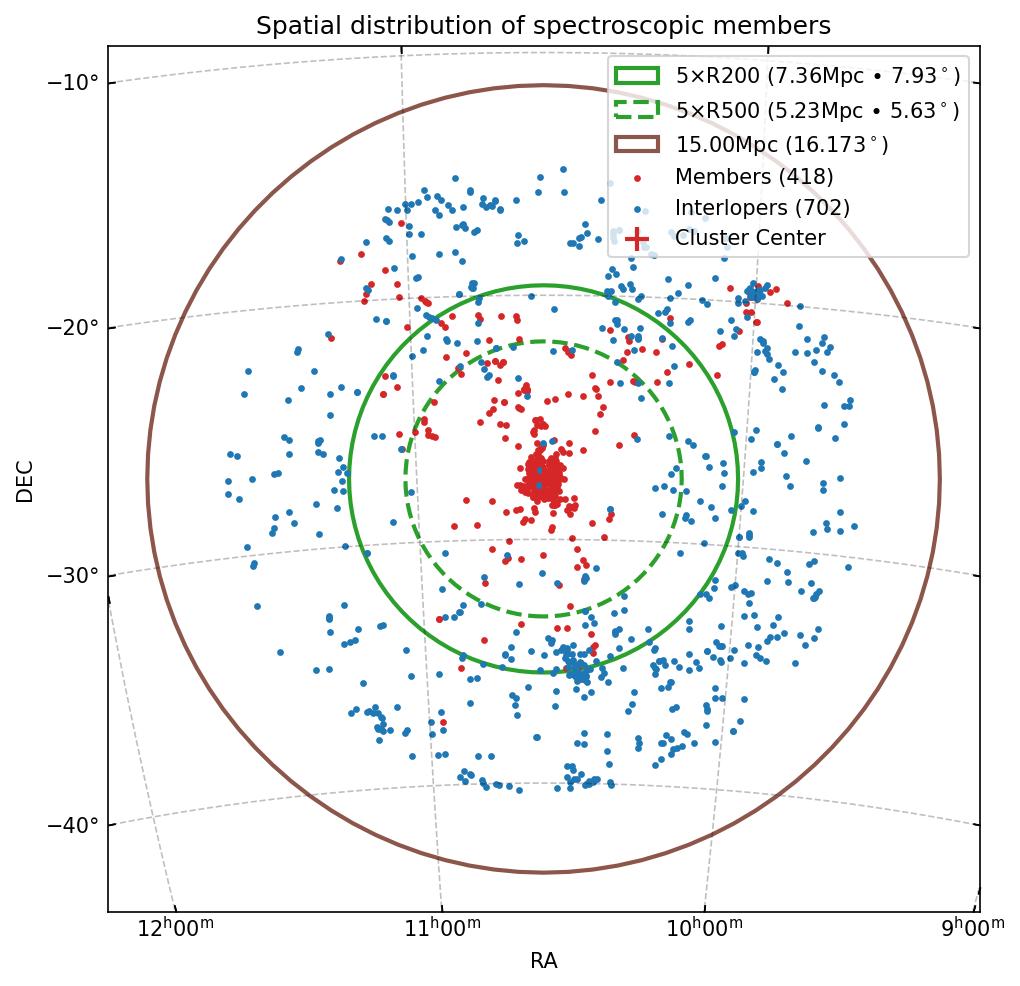 Spatial distribution of spectroscopic members
5×R200 (7.36Mpc • 7.93°)
5×R500 (5.23Mpc • 5.63°)
15.00Mpc (16.173°)
Members (418)
Interlopers (702)
Cluster Center
−10°
−20°
−30°
−40°
DEC
12ʰ00ᵐ 11ʰ00ᵐ 10ʰ00ᵐ 9ʰ00ᵐ
RA